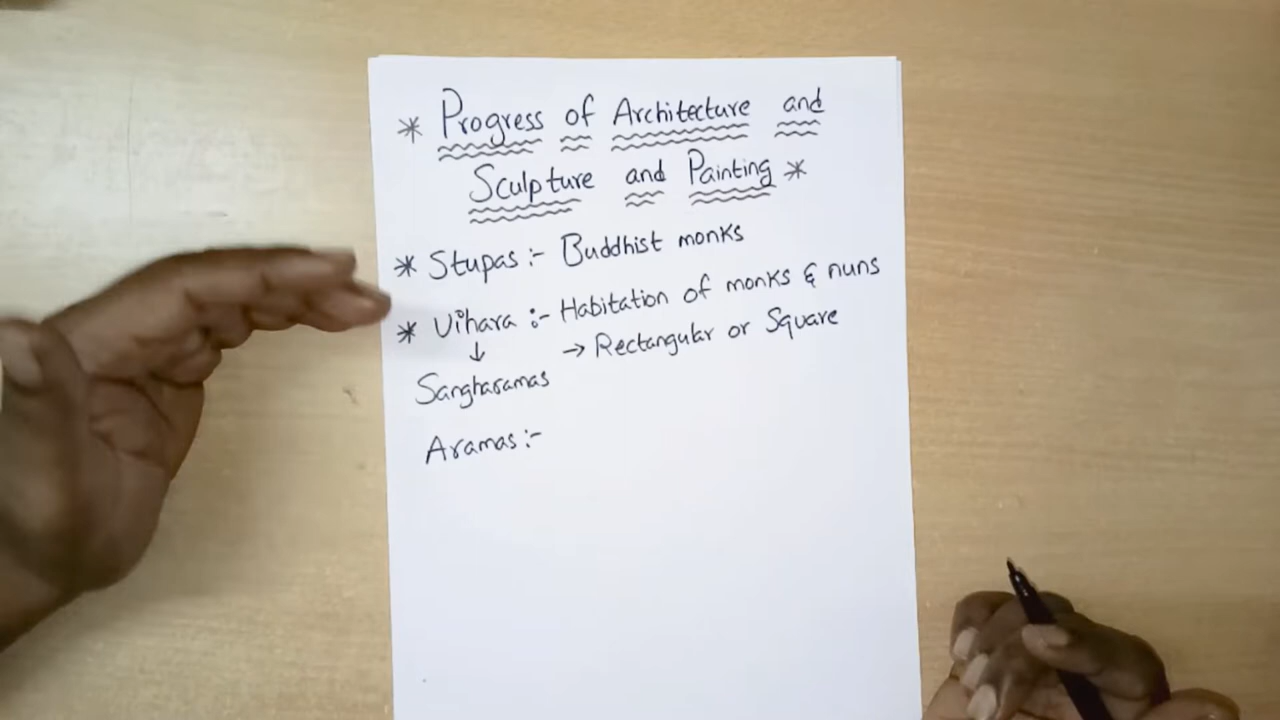 * Progress of Architecture and
Sculpture and Painting *
* Stupas :- Buddhist monks
* Vihara :- Habitation of monks & nuns
↓ → Rectangular or Square
Sangharamas
Aramas :-